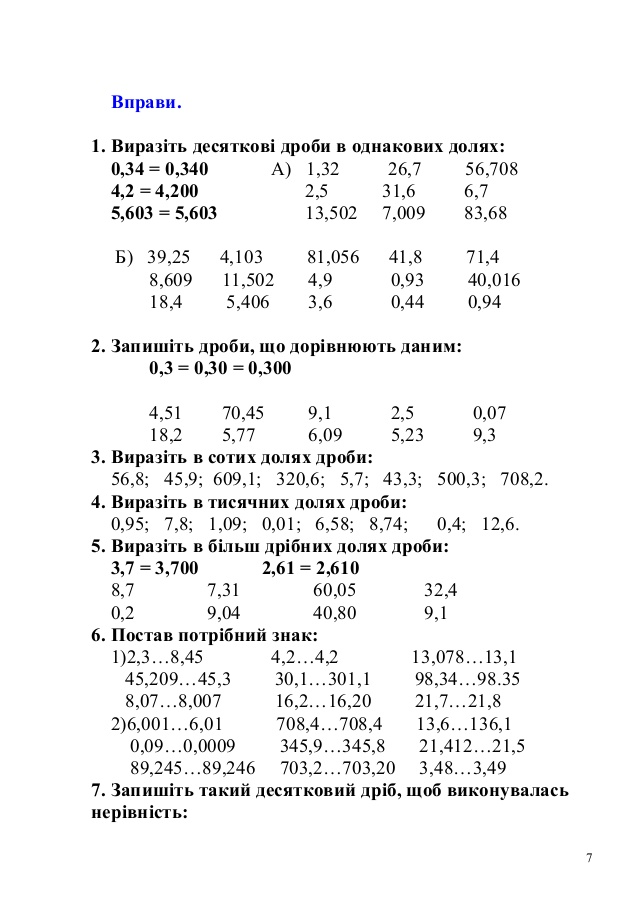 Вправи.
1. Виразіть десяткові дроби в однакових долях:
0,34 = 0,340 А) 1,32 26,7 56,708
4,2 = 4,200 2,5 31,6 6,7
5,603 = 5,603 13,502 7,009 83,68
Б) 39,25 4,103 81,056 41,8 71,4
8,609 11,502 4,9 0,93 40,016
18,4 5,406 3,6 0,44 0,94
2. Запишіть дроби, що дорівнюють даним:
0,3 = 0,30 = 0,300
4,51 70,45 9,1 2,5 0,07
18,2 5,77 6,09 5,23 9,3
3. Виразіть в сотих долях дроби:
56,8; 45,9; 609,1; 320,6; 5,7; 43,3; 500,3; 708,2.
4. Виразіть в тисячних долях дроби:
0,95; 7,8; 1,09; 0,01; 6,58; 8,74; 0,4; 12,6.
5. Виразіть в більш дрібних долях дроби:
3,7 = 3,700 2,61 = 2,610
8,7 7,31 60,05 32,4
0,2 9,04 40,80 9,1
6. Постав потрібний знак:
1)2,3…8,45 4,2…4,2 13,078…13,1
45,209…45,3 30,1…301,1 98,34…98.35
8,07…8,007 16,2…16,20 21,7…21,8
2)6,001…6,01 708,4…708,4 13,6…136,1
0,09…0,0009 345,9…345,8 21,412…21,5
89,245…89,246 703,2…703,20 3,48…3,49
7. Запишіть такий десятковий дріб, щоб виконувалась
нерівність:
7